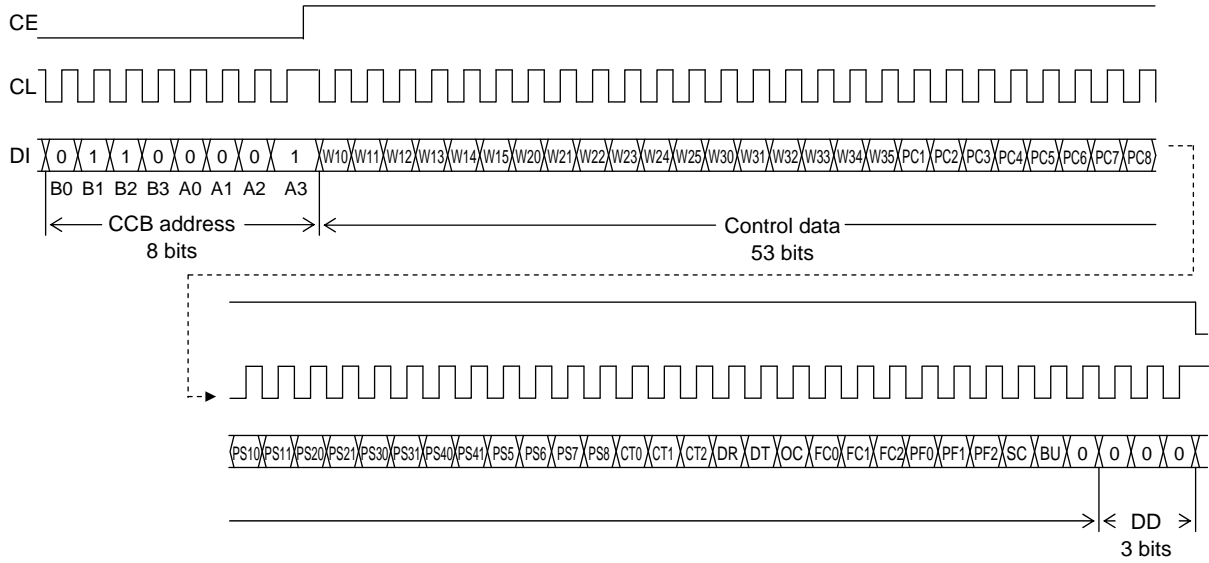 CE
CL
DI 0 1 1 0 0 0 0 1 W10 W11 W12 W13 W14 W15 W20 W21 W22 W23 W24 W25 W30 W31 W32 W33 W34 W35 PC1 PC2 PC3 PC4 PC5 PC6 PC7 PC8
B0 B1 B2 B3 A0 A1 A2 A3
CCB address Control data
8 bits 53 bits
PS10 PS11 PS20 PS21 PS30 PS31 PS40 PS41 PS5 PS6 PS7 PS8 CT0 CT1 CT2 DR DT OC FC0 FC1 FC2 PF0 PF1 PF2 SC BU 0 0 0 0
DD
3 bits